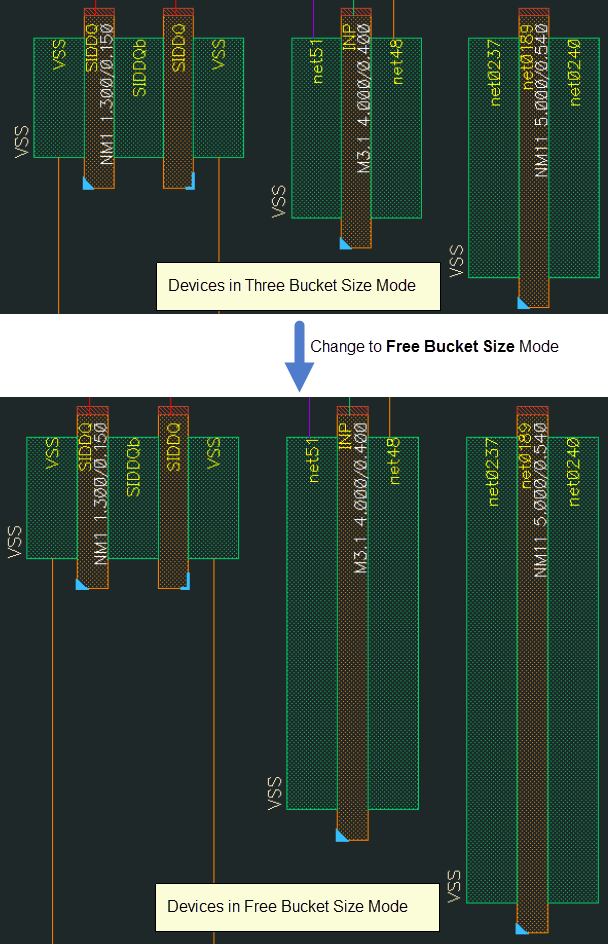 VSS
SIDDQ
NM1 1.300/0.150
SIDDQb
SIDDQ
VSS
VSS
net51
INP
M3.1 4.000/0.400
net48
VSS
net0237
net0189
NM11 5.000/0.540
net0240
VSS
Devices in Three Bucket Size Mode
Change to Free Bucket Size Mode
VSS
SIDDQ
NM1 1.300/0.150
SIDDQb
SIDDQ
VSS
VSS
net51
INP
M3.1 4.000/0.400
net48
VSS
net0237
net0189
NM11 5.000/0.540
net0240
VSS
Devices in Free Bucket Size Mode